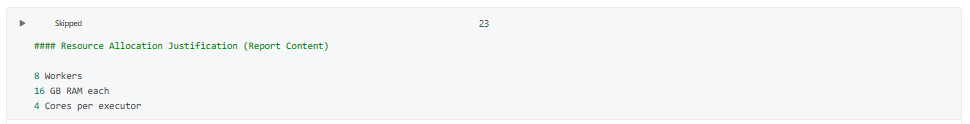 Skipped 23
#### Resource Allocation Justification (Report Content)
8 Workers
16 GB RAM each
4 Cores per executor